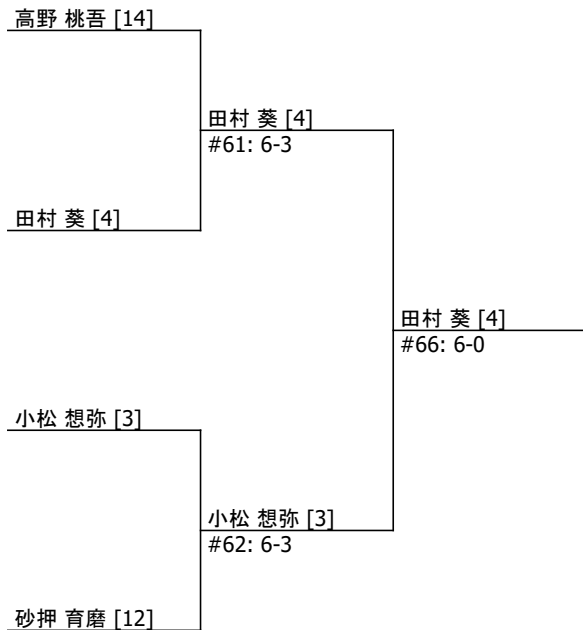 高野 桃吾 [14]
田村 葵 [4]
#61: 6-3
田村 葵 [4]
田村 葵 [4]
#66: 6-0
小松 想弥 [3]
小松 想弥 [3]
#62: 6-3
砂押 育磨 [12]